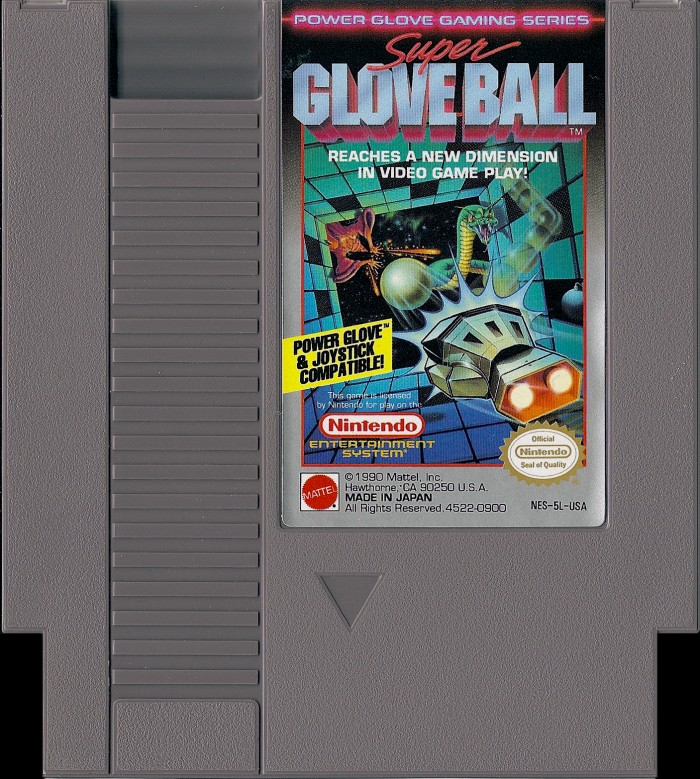 POWER GLOVE GAMING SERIES
Super
GLOVE BALL
TM
REACHES A NEW DIMENSION
IN VIDEO GAME PLAY!
POWER GLOVE™
& JOYSTICK
COMPATIBLE!
This game is licensed
by Nintendo for play on the
Nintendo
ENTERTAINMENT
SYSTEM®
Official
Nintendo
Seal of Quality
MATTEL
©1990 Mattel, Inc.
Hawthorne, CA 90250 U.S.A.
MADE IN JAPAN
All Rights Reserved. 4522-0900
NES-5L-USA